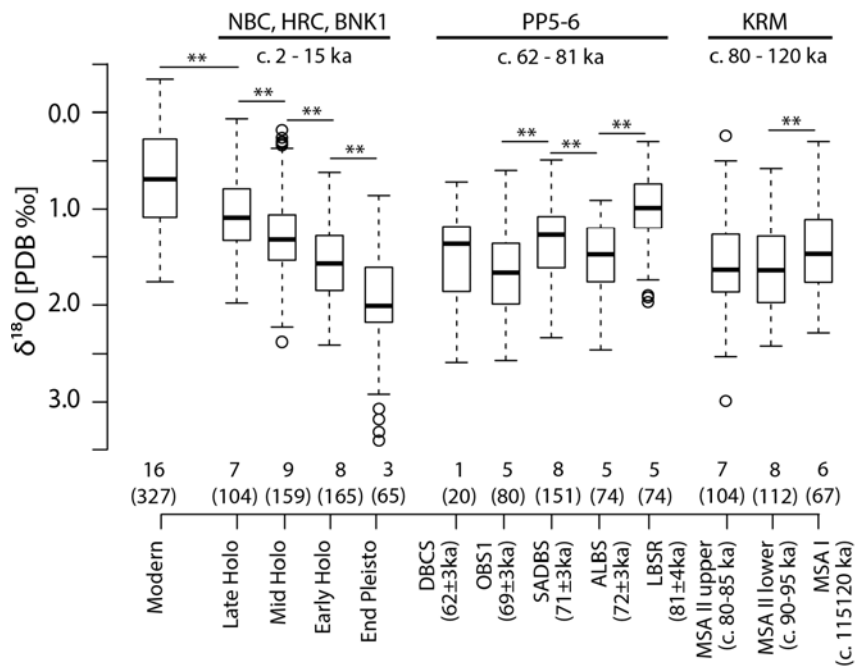 NBC, HRC, BNK1 PP5-6 KRM
c. 2 - 15 ka c. 62 - 81 ka c. 80 - 120 ka
**
**
**
**
**
**
**
**
0.0
1.0
2.0
3.0
δ¹⁸O [PDB ‰]
16 7 9 8 3 1 5 8 5 5 7 8 6
(327) (104) (159) (165) (65) (20) (80) (151) (74) (74) (104) (112) (67)
Modern
Late Holo
Mid Holo
Early Holo
End Pleisto
DBCS
(62±3ka)
OBS1
(69±3ka)
SADBS
(71±3ka)
ALBS
(72±3ka)
LBSR
(81±4ka)
MSA II upper
(c. 80-85 ka)
MSA II lower
(c. 90-95 ka)
MSA I
(c. 115120 ka)